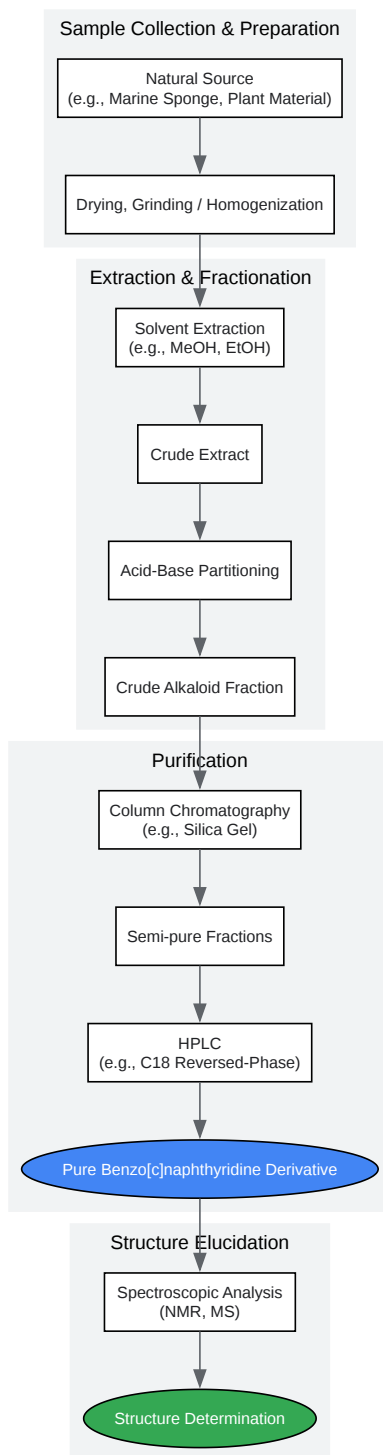 Sample Collection & Preparation
Natural Source
(e.g., Marine Sponge, Plant Material)
Drying, Grinding / Homogenization
Extraction & Fractionation
Solvent Extraction
(e.g., MeOH, EtOH)
Crude Extract
Acid-Base Partitioning
Crude Alkaloid Fraction
Purification
Column Chromatography
(e.g., Silica Gel)
Semi-pure Fractions
HPLC
(e.g., C18 Reversed-Phase)
Pure Benzo[c]naphthyridine Derivative
Structure Elucidation
Spectroscopic Analysis
(NMR, MS)
Structure Determination